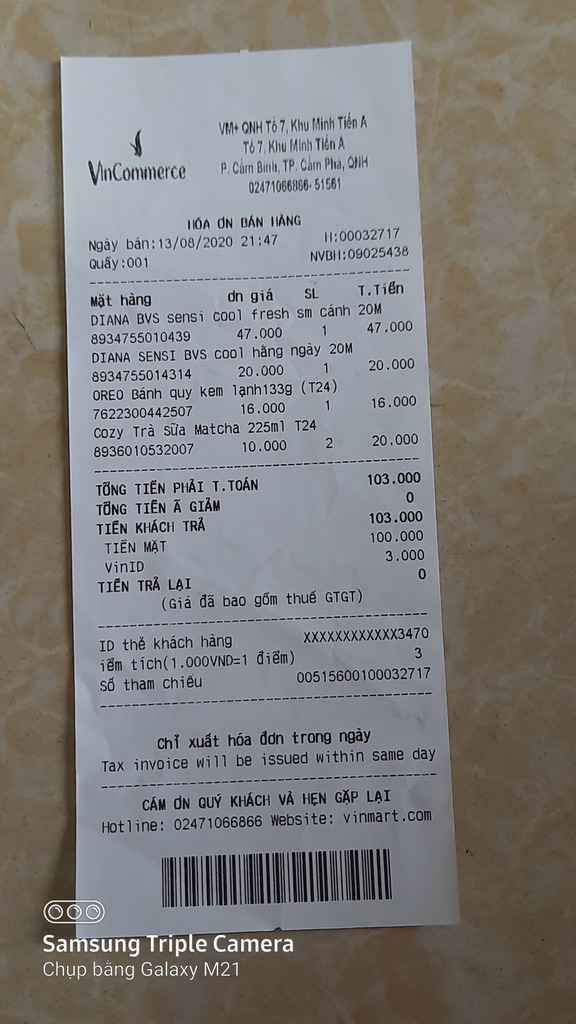 VinCommerce
VM+ QNH Tổ 7, Khu Minh Tiến A
Tổ 7, Khu Minh Tiến A
P. Cẩm Bình, TP. Cẩm Phả, QNH
02471066866- 51561
HÓA ƠN BÁN HÀNG
Ngày bán:13/08/2020 21:47 H:00032717
Quầy:001 NVBH:09025438
Mặt hàng ơn giá SL T.Tiền
DIANA BVS sensi cool fresh sm cánh 20M
8934755010439 47.000 1 47.000
DIANA SENSI BVS cool hằng ngày 20M
8934755014314 20.000 1 20.000
OREO Bánh quy kem lạnh133g (T24)
7622300442507 16.000 1 16.000
Cozy Trà Sữa Matcha 225ml T24
8936010532007 10.000 2 20.000
TỔNG TIỀN PHẢI T.TOÁN 103.000
TỔNG TIỀN Ã GIẢM 0
TIỀN KHÁCH TRẢ 103.000
TIỀN MẶT 100.000
VinID 3.000
TIỀN TRẢ LẠI 0
(Giá đã bao gồm thuế GTGT)
ID thẻ khách hàng XXXXXXXXXXXX3470
iểm tích(1.000VND=1 điểm) 3
Số tham chiếu 00515600100032717
Chỉ xuất hóa đơn trong ngày
Tax invoice will be issued within same day
CẢM ƠN QUÝ KHÁCH VÀ HẸN GẶP LẠI
Hotline: 02471066866 Website: vinmart.com
Samsung Triple Camera
Chụp bằng Galaxy M21